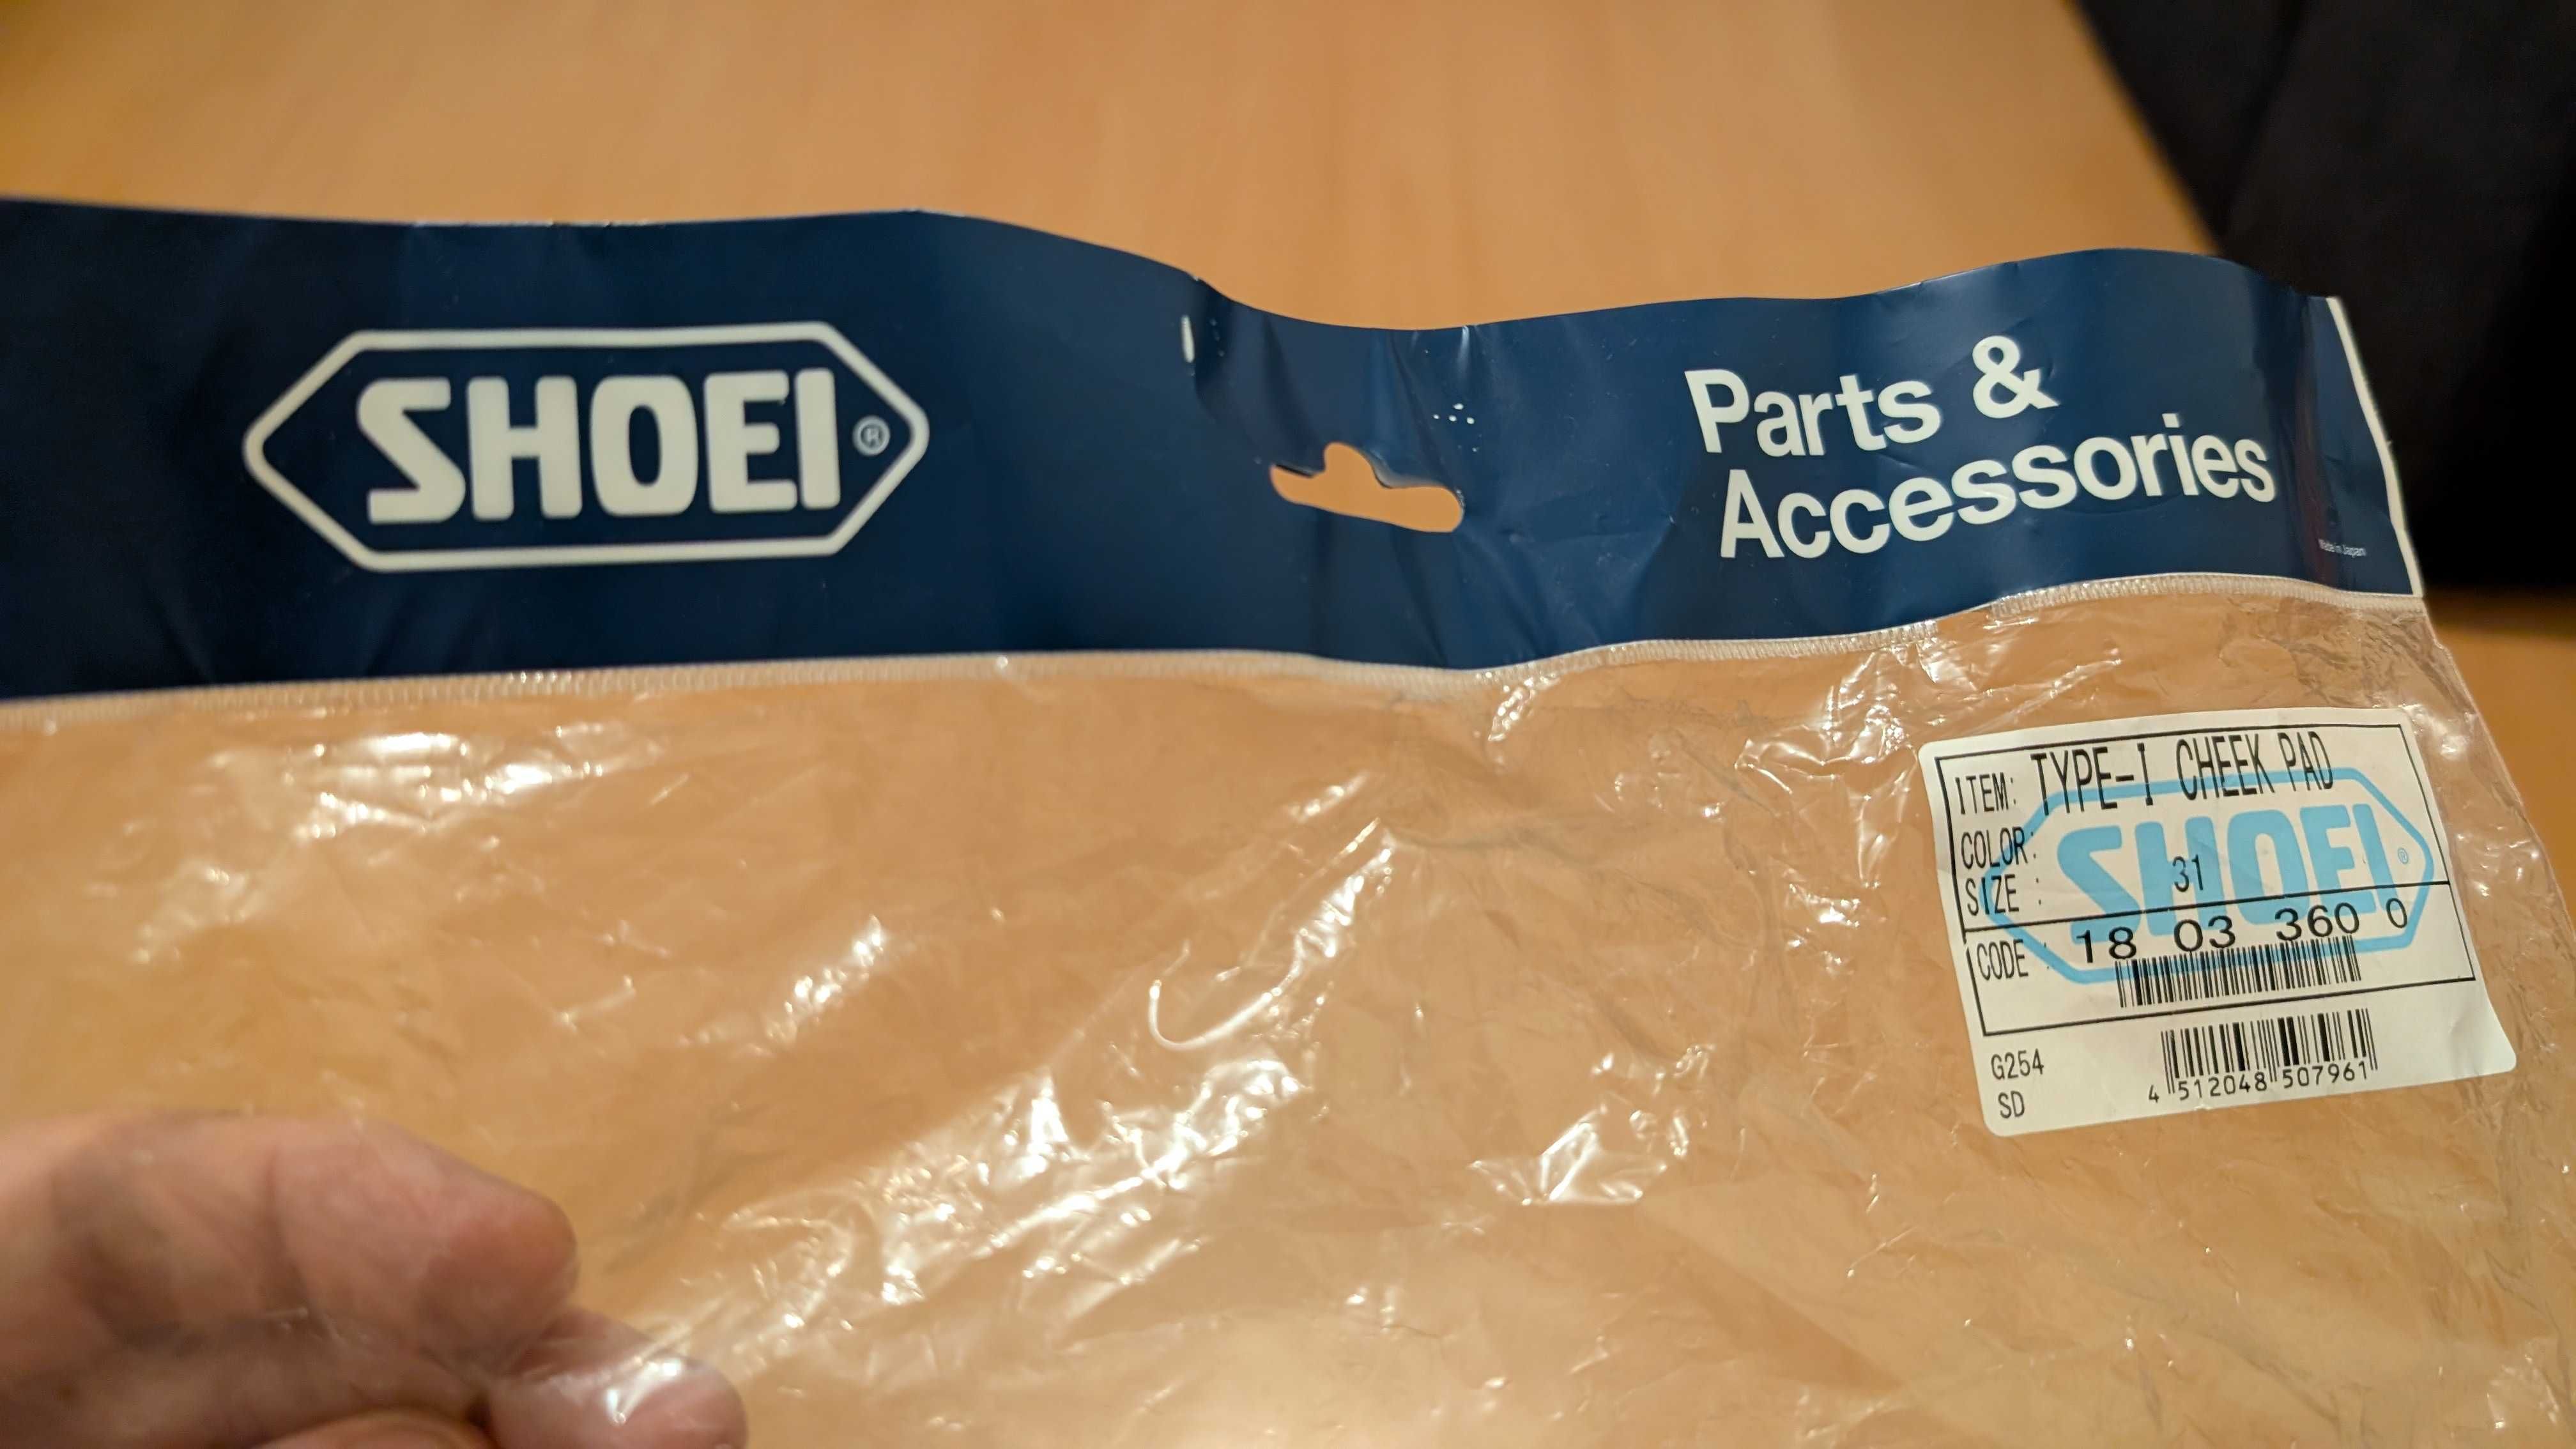 SHOEI®
Parts &
Accessories
Made in Japan
ITEM: TYPE-I CHEEK PAD
COLOR:
SIZE : 31
SHOEI®
CODE : 18 03 360 0
G254
SD
4 512048 507961